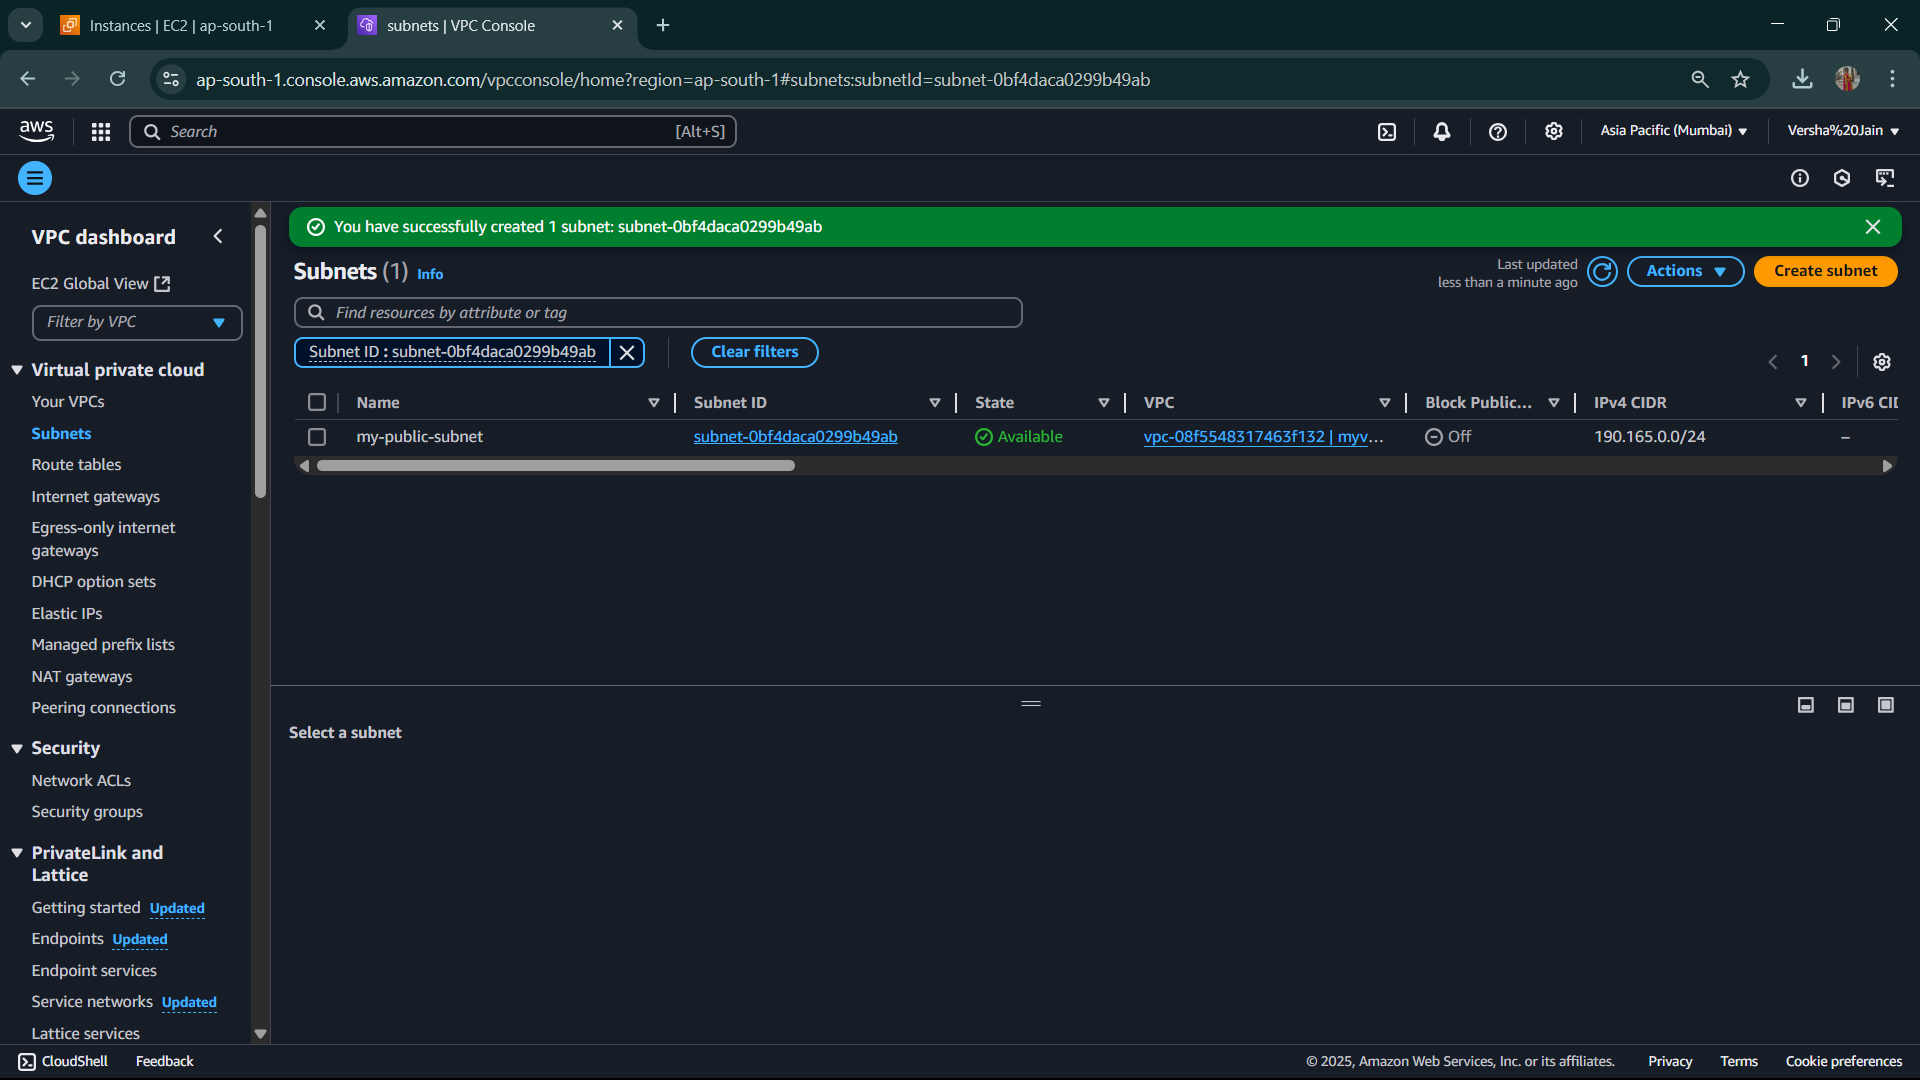 Instances | EC2 | ap-south-1
subnets | VPC Console
ap-south-1.console.aws.amazon.com/vpcconsole/home?region=ap-south-1#subnets:subnetId=subnet-0bf4daca0299b49ab
aws
Search
[Alt+S]
Asia Pacific (Mumbai)
Versha%20Jain
VPC dashboard
EC2 Global View
Filter by VPC
Virtual private cloud
Your VPCs
Subnets
Route tables
Internet gateways
Egress-only internet
gateways
DHCP option sets
Elastic IPs
Managed prefix lists
NAT gateways
Peering connections
Security
Network ACLs
Security groups
PrivateLink and
Lattice
Getting started Updated
Endpoints Updated
Endpoint services
Service networks Updated
Lattice services
You have successfully created 1 subnet: subnet-0bf4daca0299b49ab
Subnets (1) Info
Last updated
less than a minute ago
Actions
Create subnet
Find resources by attribute or tag
Subnet ID : subnet-0bf4daca0299b49ab
Clear filters
1
Name Subnet ID State VPC Block Public... IPv4 CIDR IPv6 CID
my-public-subnet subnet-0bf4daca0299b49ab Available vpc-08f5548317463f132 | myv... Off 190.165.0.0/24 –
Select a subnet
CloudShell Feedback
© 2025, Amazon Web Services, Inc. or its affiliates. Privacy Terms Cookie preferences